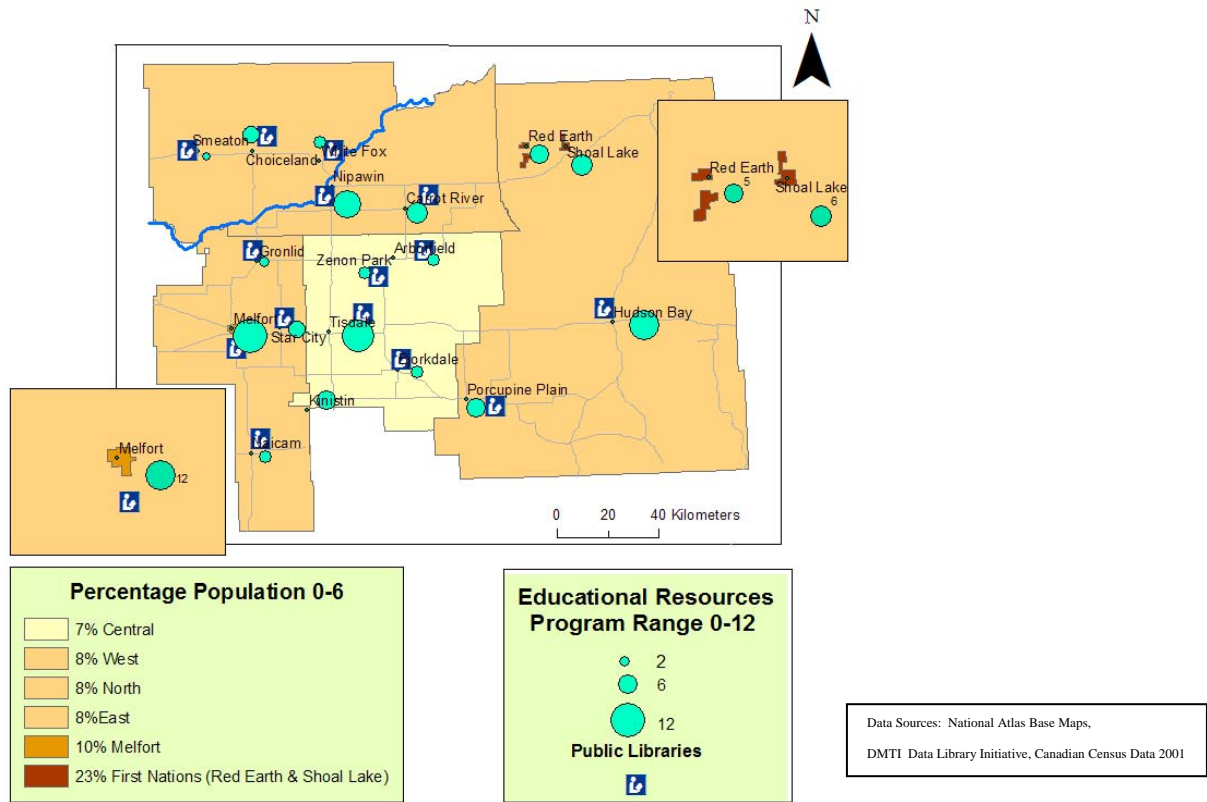 N
Smeaton
Choiceland
White Fox
Nipawin
Carrot River
Red Earth
Shoal Lake
Red Earth
5
Shoal Lake
6
Gronlid
Arborfield
Zenon Park
Melfort
Star City
Tisdale
Hudson Bay
Porcupine Plain
Kinistin
Melfort
12
0 20 40 Kilometers
Percentage Population 0-6
7% Central
8% West
8% North
8%East
10% Melfort
23% First Nations (Red Earth & Shoal Lake)
Educational Resources
Program Range 0-12
2
6
12
Public Libraries
Data Sources: National Atlas Base Maps,
DMTI Data Library Initiative, Canadian Census Data 2001